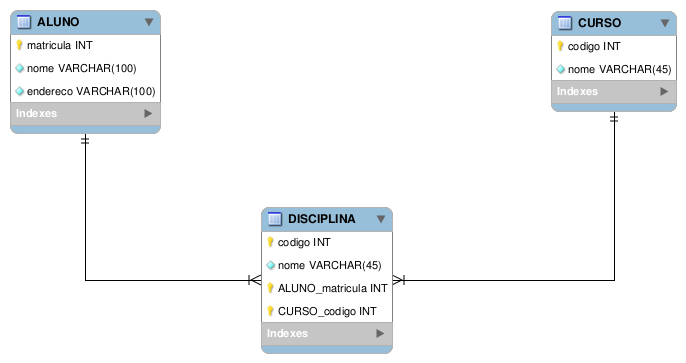 ALUNO
matricula INT
nome VARCHAR(100)
endereco VARCHAR(100)
Indexes
CURSO
codigo INT
nome VARCHAR(45)
Indexes
DISCIPLINA
codigo INT
nome VARCHAR(45)
ALUNO_matricula INT
CURSO_codigo INT
Indexes